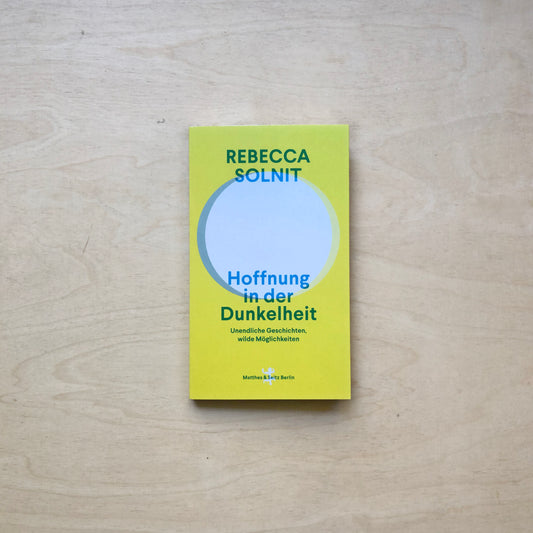 REBECCA
SOLNIT
Hoffnung
in der
Dunkelheit
Unendliche Geschichten,
wilde Möglichkeiten
Matthes & Seitz Berlin